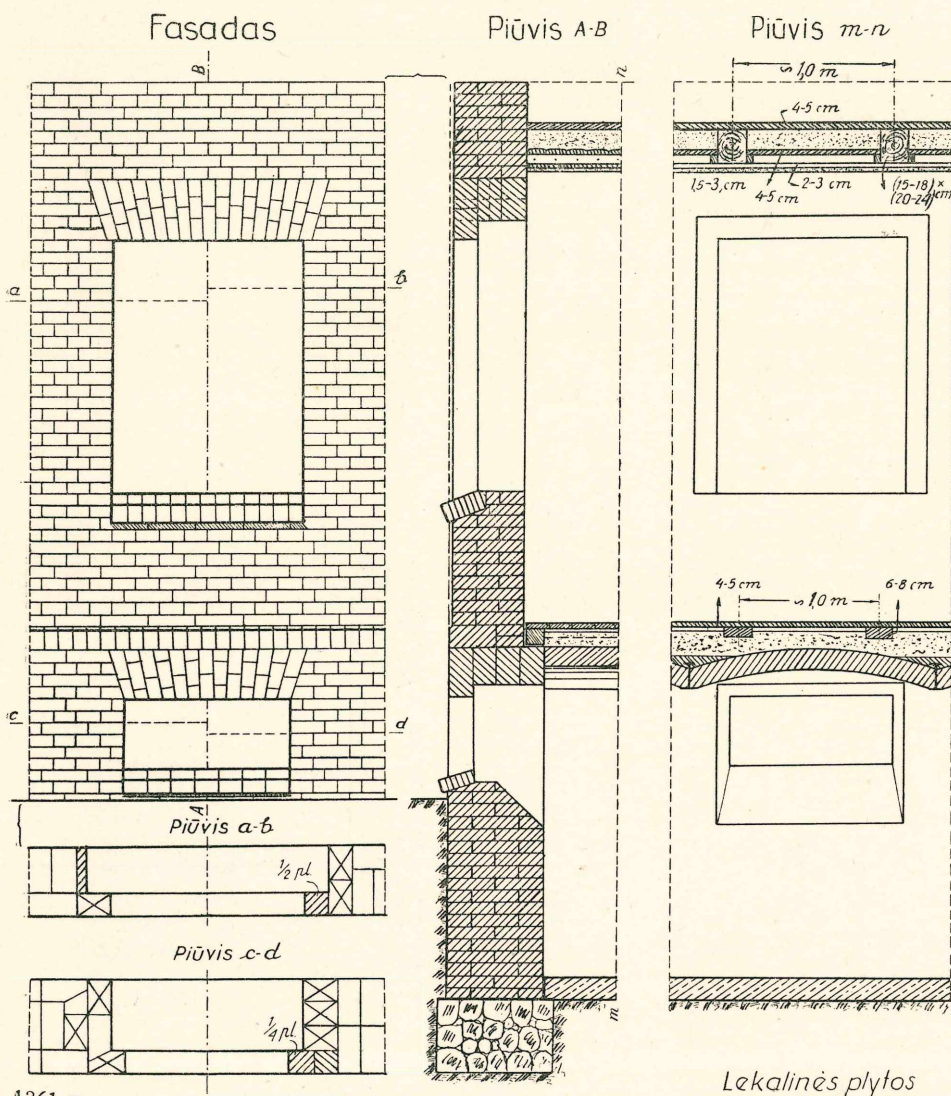 Fasadas
Piūvis A-B
Piūvis m-n
B
n
~1,0 m
4-5 cm
1,5-3, cm
2-3 cm
4-5 cm
(15-18) ×
(20-24) cm
a
b
4-5 cm
~1,0 m
6-8 cm
c
d
A
Piūvis a-b
½ pl.
Piūvis c-d
¼ pl.
m
Lekalinės plytos
A261